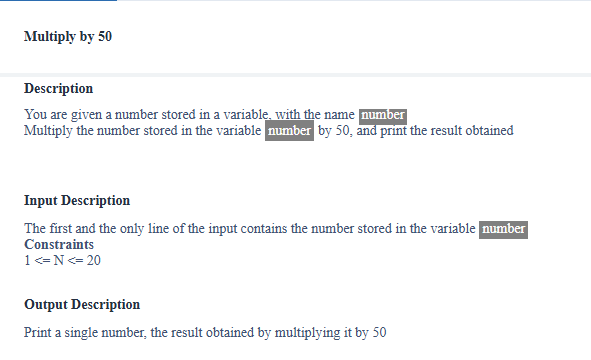 Multiply by 50
Description
You are given a number stored in a variable, with the name number
Multiply the number stored in the variable number by 50, and print the result obtained
Input Description
The first and the only line of the input contains the number stored in the variable number
Constraints
1 <= N <= 20
Output Description
Print a single number, the result obtained by multiplying it by 50